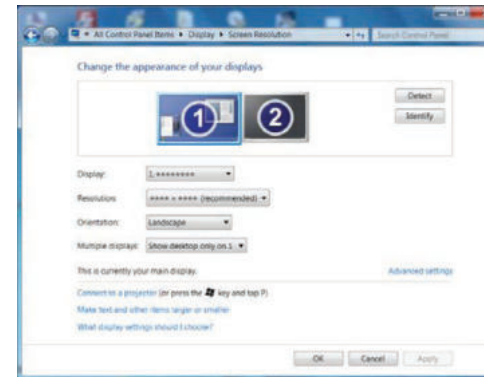 All Control Panel Items ▸ Display ▸ Screen Resolution
Search Control Panel
Change the appearance of your displays
1
2
Detect
Identify
Display: 1. ********
Resolution: **** x **** (recommended)
Orientation: Landscape
Multiple displays: Show desktop only on 1
This is currently your main display.
Advanced settings
Connect to a projector (or press the key and tap P)
Make text and other items larger or smaller
What display settings should I choose?
OK
Cancel
Apply